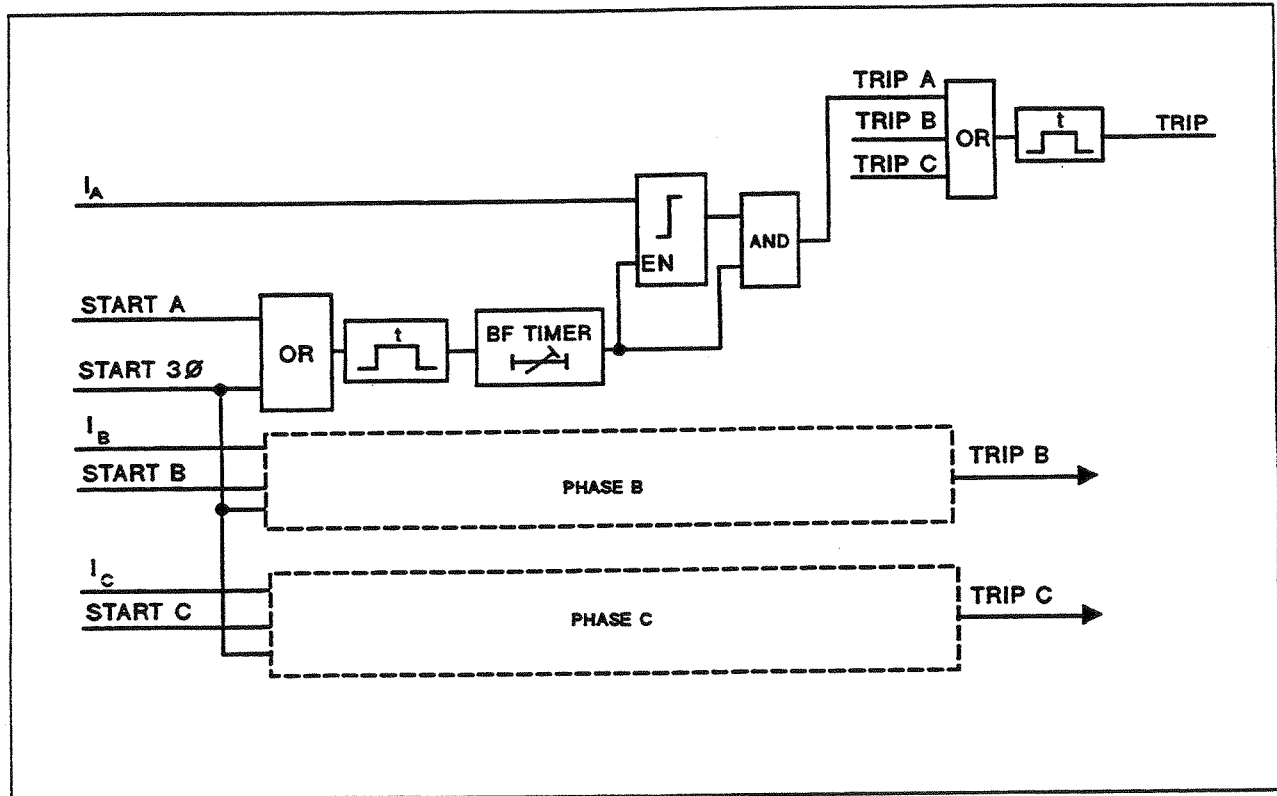 TRIP A
TRIP B
TRIP C
OR
t
TRIP
I_A
EN
AND
START A
START 3Ø
OR
t
BF TIMER
I_B
START B
PHASE B
TRIP B
I_C
START C
PHASE C
TRIP C